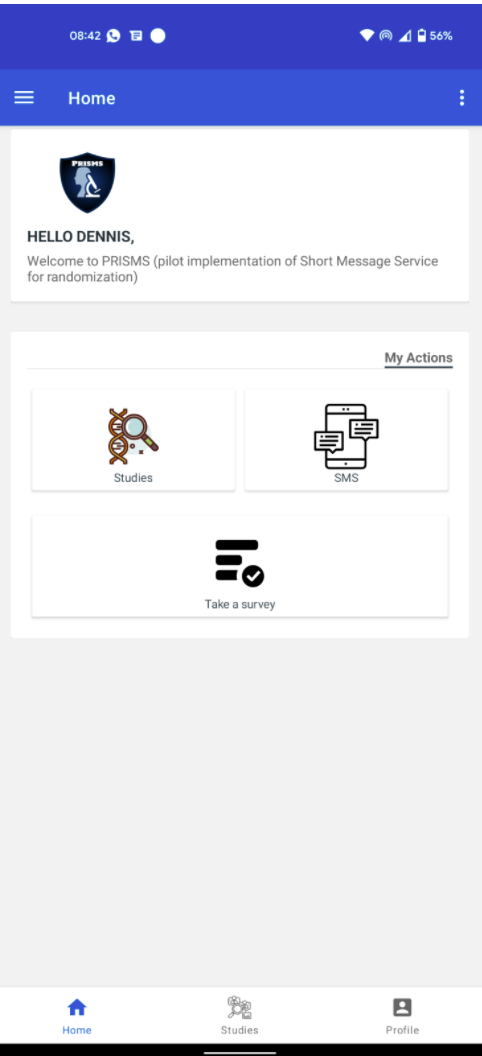 08:42
56%
Home
PRISMS
HELLO DENNIS,
Welcome to PRISMS (pilot implementation of Short Message Service
for randomization)
My Actions
Studies
SMS
Take a survey
Home
Studies
Profile